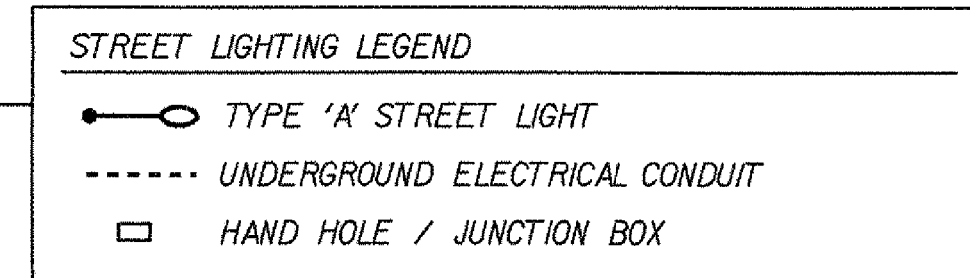 STREET LIGHTING LEGEND
TYPE 'A' STREET LIGHT
UNDERGROUND ELECTRICAL CONDUIT
HAND HOLE / JUNCTION BOX